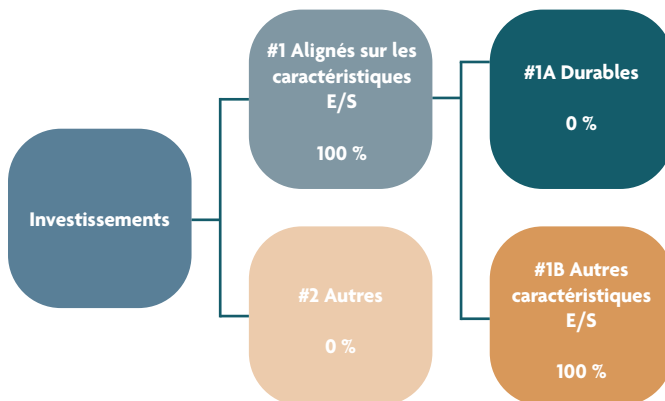 Investissements
#1 Alignés sur les
caractéristiques
E/S
100 %
#2 Autres
0 %
#1A Durables
0 %
#1B Autres
caractéristiques
E/S
100 %